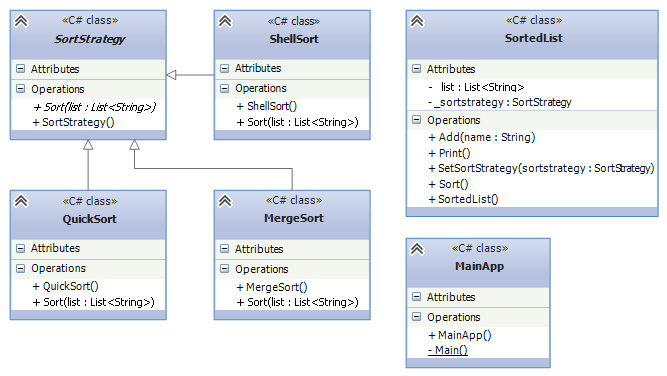 «C# class»
SortStrategy
Attributes
Operations
+ Sort(list : List<String>)
+ SortStrategy()
«C# class»
ShellSort
Attributes
Operations
+ ShellSort()
+ Sort(list : List<String>)
«C# class»
SortedList
Attributes
- list : List<String>
- _sortstrategy : SortStrategy
Operations
+ Add(name : String)
+ Print()
+ SetSortStrategy(sortstrategy : SortStrategy)
+ Sort()
+ SortedList()
«C# class»
QuickSort
Attributes
Operations
+ QuickSort()
+ Sort(list : List<String>)
«C# class»
MergeSort
Attributes
Operations
+ MergeSort()
+ Sort(list : List<String>)
«C# class»
MainApp
Attributes
Operations
+ MainApp()
- Main()